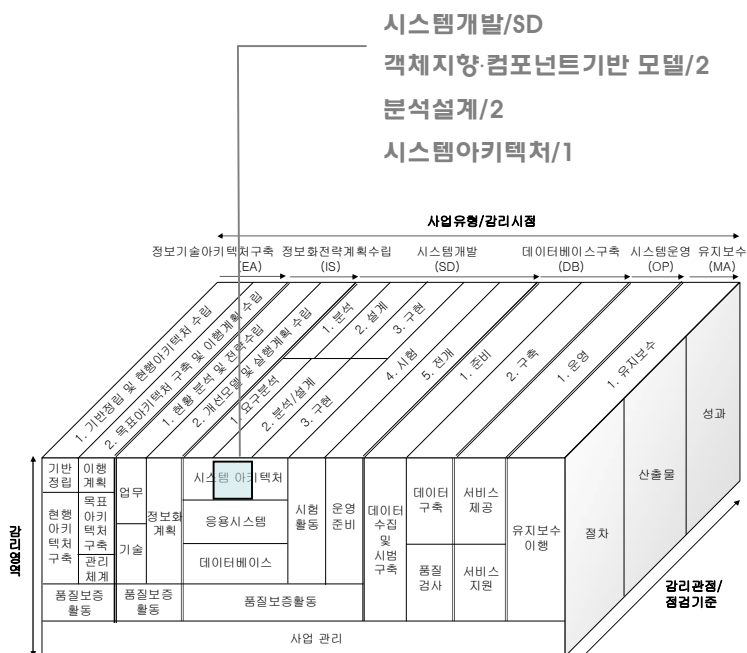 시스템개발/SD
객체지향·컴포넌트기반 모델/2
분석설계/2
시스템아키텍처/1
사업유형/감리시점
정보기술아키텍처구축
(EA)
정보화전략계획수립
(IS)
시스템개발
(SD)
데이터베이스구축
(DB)
시스템운영
(OP)
유지보수
(MA)
1. 기반정립 및 현행아키텍처 수립
2. 목표아키텍처 구축 및 이행계획 수립
1. 현황 분석 및 전략수립
2. 개선모델 및 실행계획 수립
1. 분석
2. 설계
3. 구현
1. 요구분석
2. 분석/설계
3. 구현
4. 시험
5. 전개
1. 준비
2. 구축
1. 운영
1. 유지보수
감리영역
기반
정립
이행
계획
현행
아키
텍처
구축
목표
아키
텍처
구축
관리
체계
업무
기술
정보화
계획
시스템 아키텍처
응용시스템
데이터베이스
시험
활동
운영
준비
데이터
수집
및
시범
구축
데이터
구축
품질
검사
서비스
제공
서비스
지원
유지보수
이행
품질보증
활동
품질보증
활동
품질보증활동
사업 관리
절차
산출물
성과
감리관점/
점검기준